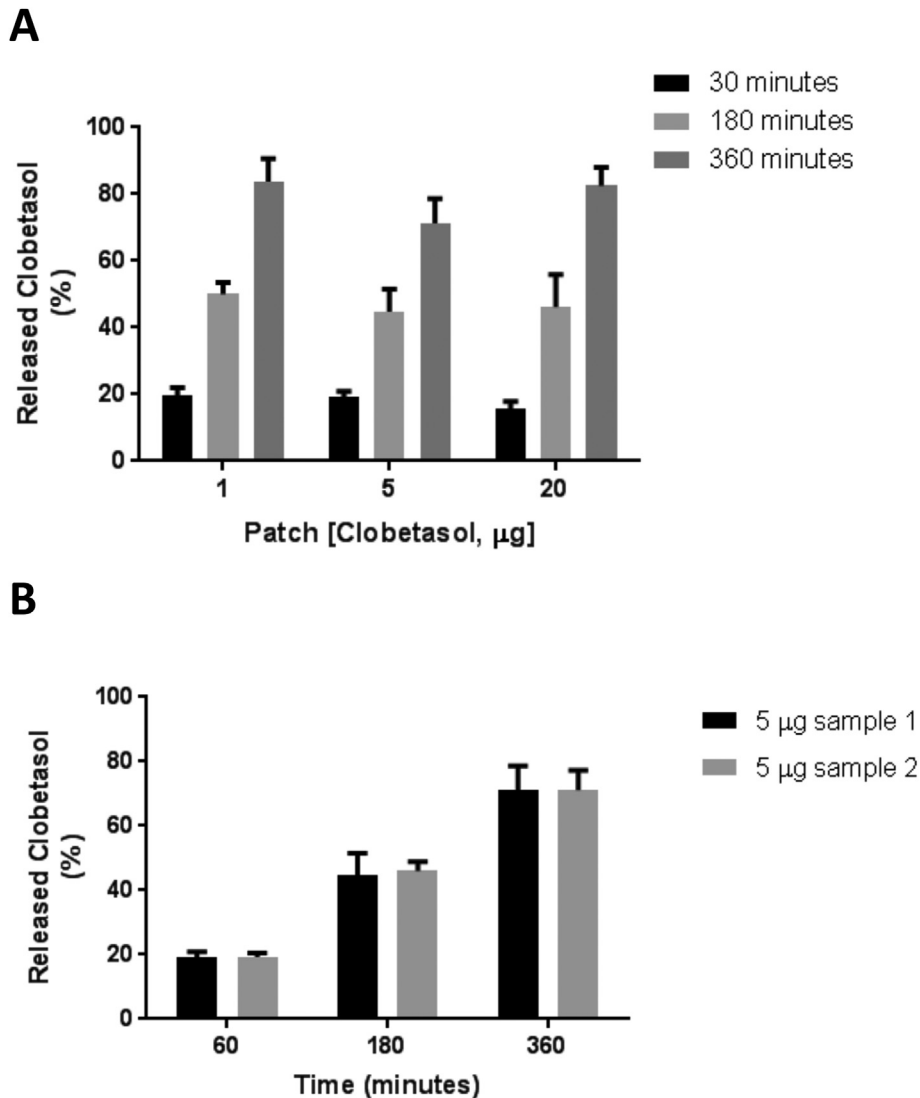 A
30 minutes
180 minutes
360 minutes
Released Clobetasol
(%)
100
80
60
40
20
0
1 5 20
Patch [Clobetasol, μg]
B
5 μg sample 1
5 μg sample 2
Released Clobetasol
(%)
100
80
60
40
20
0
60 180 360
Time (minutes)